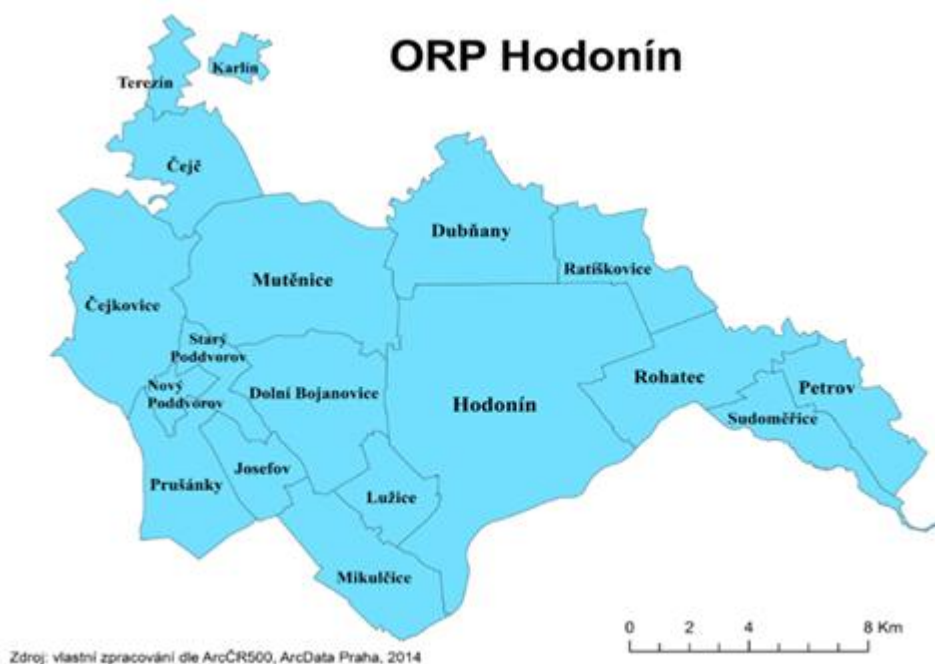 ORP Hodonín
Terezín
Karlín
Čejč
Dubňany
Ratíškovice
Mutěnice
Čejkovice
Starý
Poddvorov
Nový
Poddvorov
Dolní Bojanovice
Hodonín
Rohatec
Petrov
Sudoměřice
Prušánky
Josefov
Lužice
Mikulčice
0 4 8 Km
Zdroj: vlastní zpracování dle ArcČR500, ArcData Praha, 2014